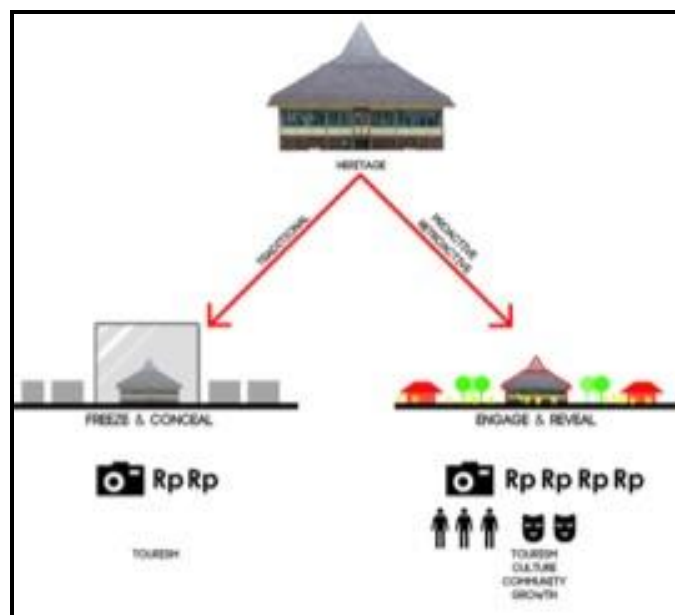 HERITAGE
TRADITIONAL
PROACTIVE
RETROACTIVE
FREEZE & CONCEAL
ENGAGE & REVEAL
Rp Rp
Rp Rp Rp Rp
TOURISM
TOURISM
CULTURE
COMMUNITY
GROWTH